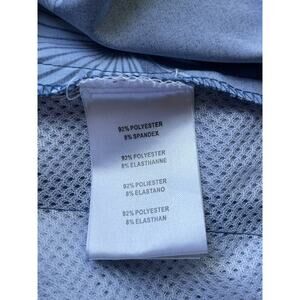 92% POLYESTER
8% SPANDEX
92% POLYESTER
8% ELASTHANNE
92% POLIESTER
8% ELASTANO
92% POLYESTER
8% ELASTHAN